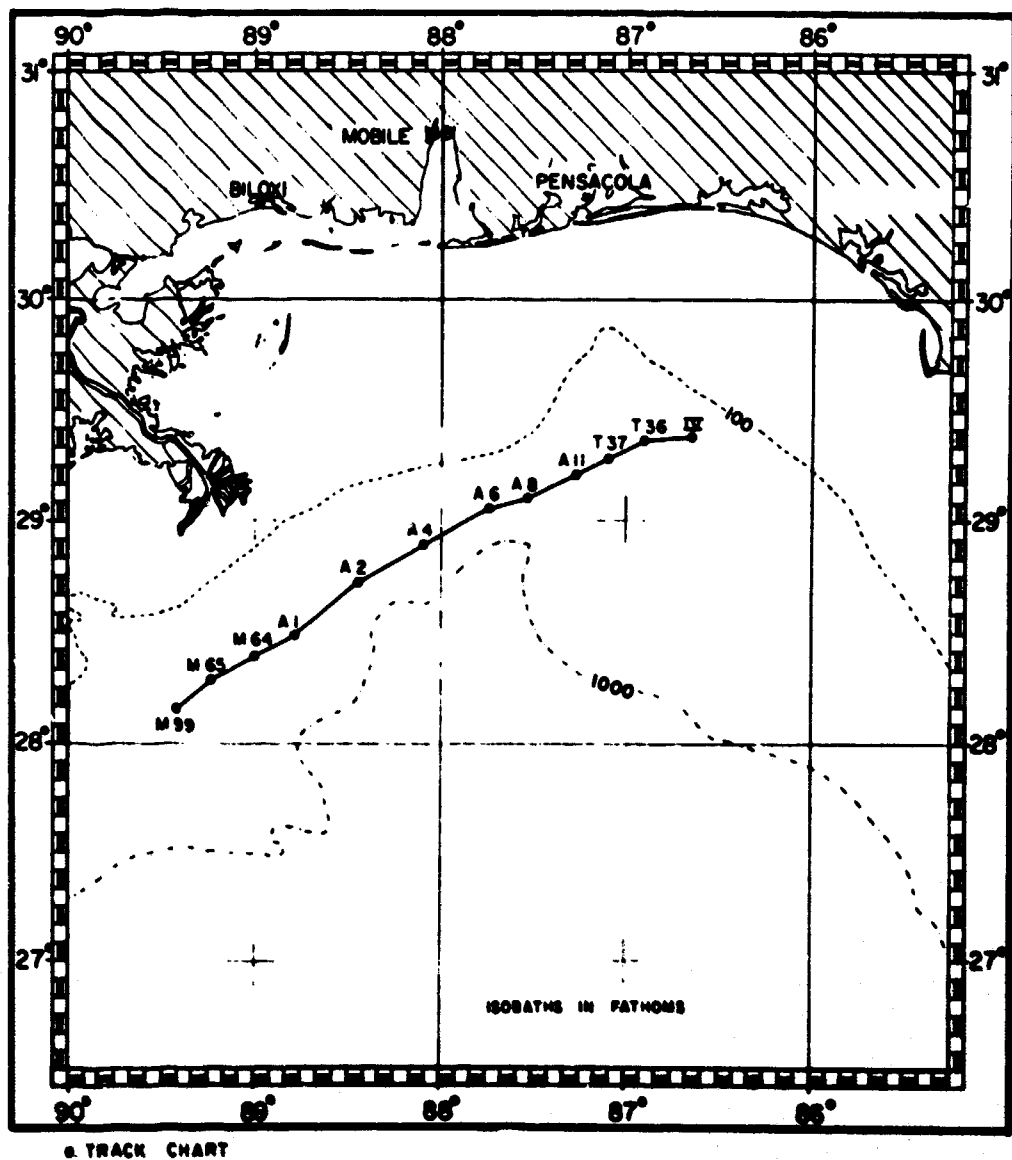 90° 89° 88° 87° 86°
31° 31°
MOBILE
BILOXI PENSACOLA
30° 30°
100
T 36 IV
T 37
A 11
A 8
A 6
29° 29°
A 4
A 2
A 1
M 64
M 65
1000
M 99
28° 28°
27° 27°
ISOBATHS IN FATHOMS
90° 89° 88° 87° 86°
a. TRACK CHART